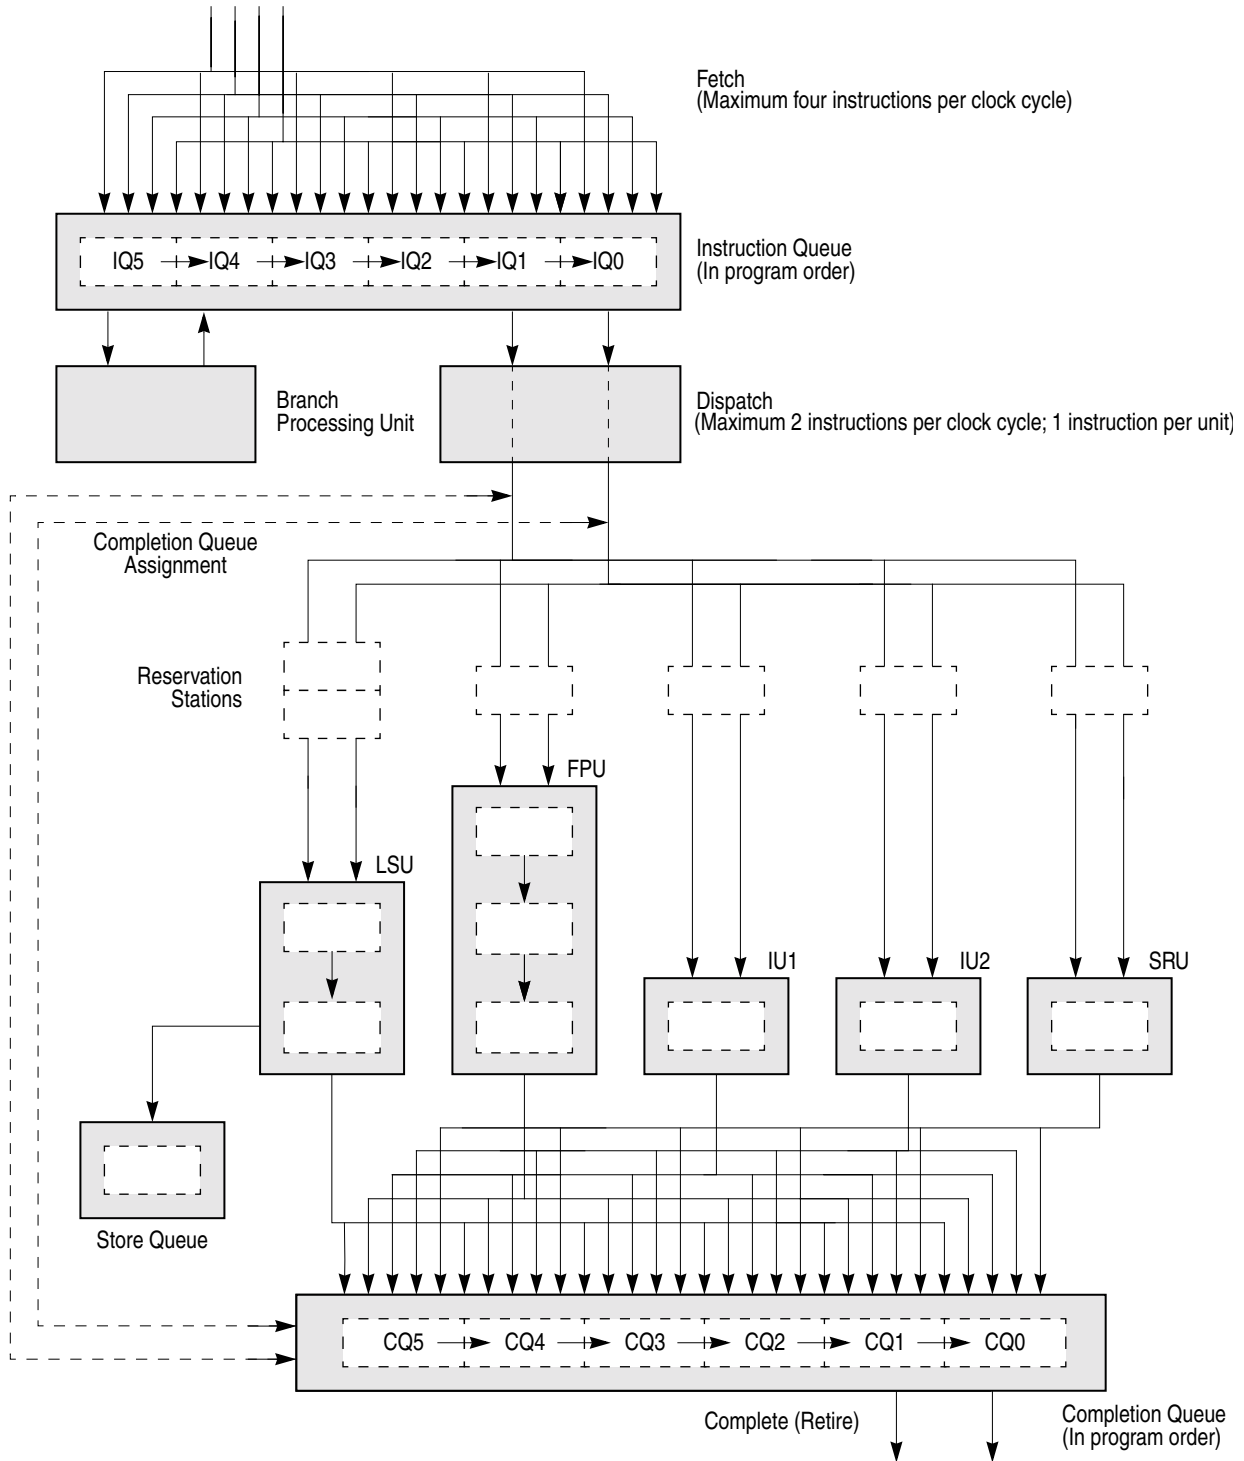 Fetch
(Maximum four instructions per clock cycle)
IQ5 IQ4 IQ3 IQ2 IQ1 IQ0
Instruction Queue
(In program order)
Branch
Processing Unit
Dispatch
(Maximum 2 instructions per clock cycle; 1 instruction per unit)
Completion Queue
Assignment
Reservation
Stations
FPU
LSU
IU1
IU2
SRU
Store Queue
CQ5 CQ4 CQ3 CQ2 CQ1 CQ0
Complete (Retire)
Completion Queue
(In program order)